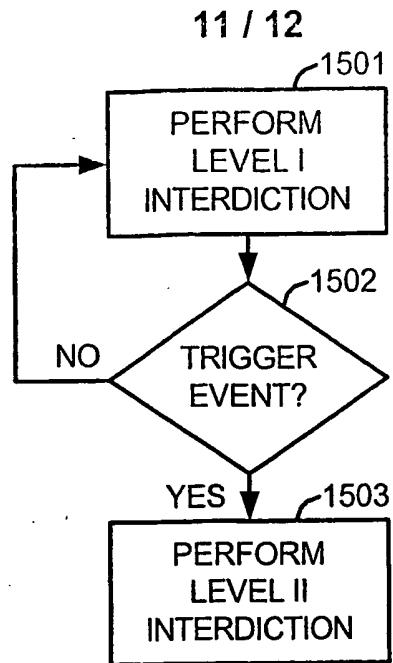 11 / 12
1501
PERFORM
LEVEL I
INTERDICTION
1502
TRIGGER
EVENT?
NO
YES
1503
PERFORM
LEVEL II
INTERDICTION